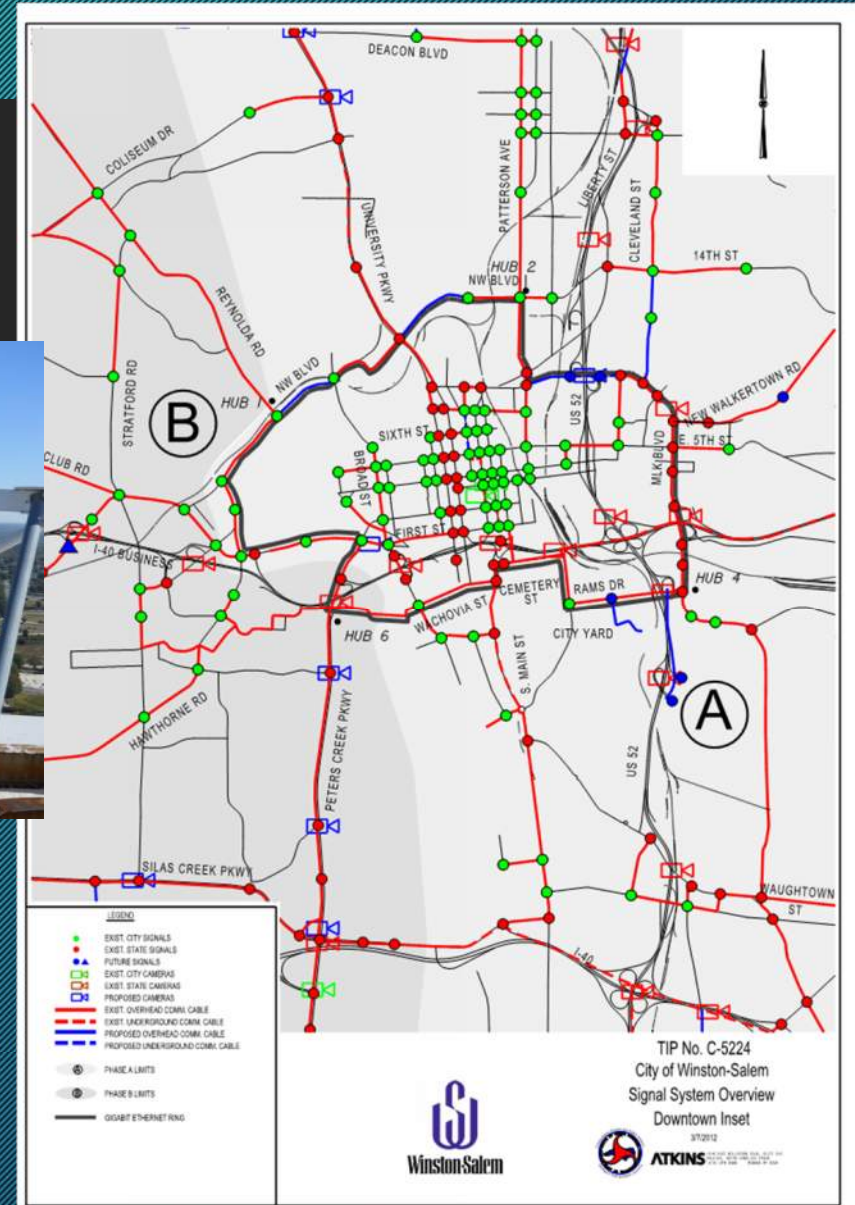 DEACON BLVD
COLISEUM DR
UNIVERSITY PKWY
PATTERSON AVE
LIBERTY ST
CLEVELAND ST
HUB 2
NW BLVD
14TH ST
REYNOLDA RD
STRATFORD RD
NW BLVD
HUB 1
B
US 52
NEW WALKERTOWN RD
SIXTH ST
E. 5TH ST
MLK BLVD
CLUB RD
BROAD ST
FIRST ST
I-40 BUSINESS
CEMETERY ST
RAMS DR
HUB 4
WACHOVIA ST
CITY YARD
HUB 6
S. MAIN ST
A
HAWTHORNE RD
PETERS CREEK PKWY
US 52
SILAS CREEK PKWY
WAUGHTOWN ST
I-40
LEGEND
EXIST. CITY SIGNALS
EXIST. STATE SIGNALS
FUTURE SIGNALS
EXIST. CITY CAMERAS
EXIST. STATE CAMERAS
PROPOSED CAMERAS
EXIST. OVERHEAD COMM. CABLE
EXIST. UNDERGROUND COMM. CABLE
PROPOSED OVERHEAD COMM. CABLE
PROPOSED UNDERGROUND COMM. CABLE
A PHASE A LIMITS
B PHASE B LIMITS
GIGABIT ETHERNET RING
Winston-Salem
TIP No. C-5224
City of Winston-Salem
Signal System Overview
Downtown Inset
3/7/2012
ATKINS